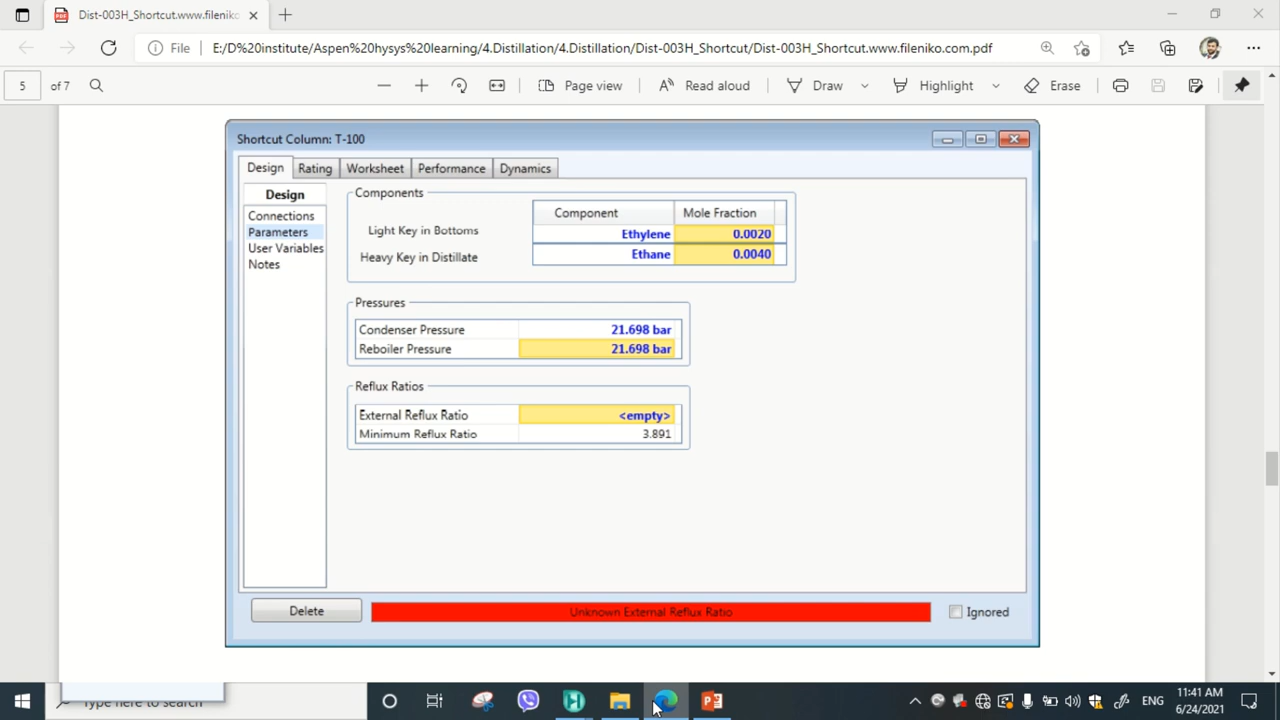 Dist-003H_Shortcut.www.fileniko
File
E:/D%20institute/Aspen%20hysys%20learning/4.Distillation/4.Distillation/Dist-003H_Shortcut/Dist-003H_Shortcut.www.fileniko.com.pdf
5 of 7
Page view
Read aloud
Draw
Highlight
Erase
Shortcut Column: T-100
Design Rating Worksheet Performance Dynamics
Design
Connections
Parameters
User Variables
Notes
Components
Component Mole Fraction
Light Key in Bottoms Ethylene 0.0020
Heavy Key in Distillate Ethane 0.0040
Pressures
Condenser Pressure 21.698 bar
Reboiler Pressure 21.698 bar
Reflux Ratios
External Reflux Ratio <empty>
Minimum Reflux Ratio 3.891
Delete
Unknown External Reflux Ratio
Ignored
Type here to search
ENG
11:41 AM
6/24/2021